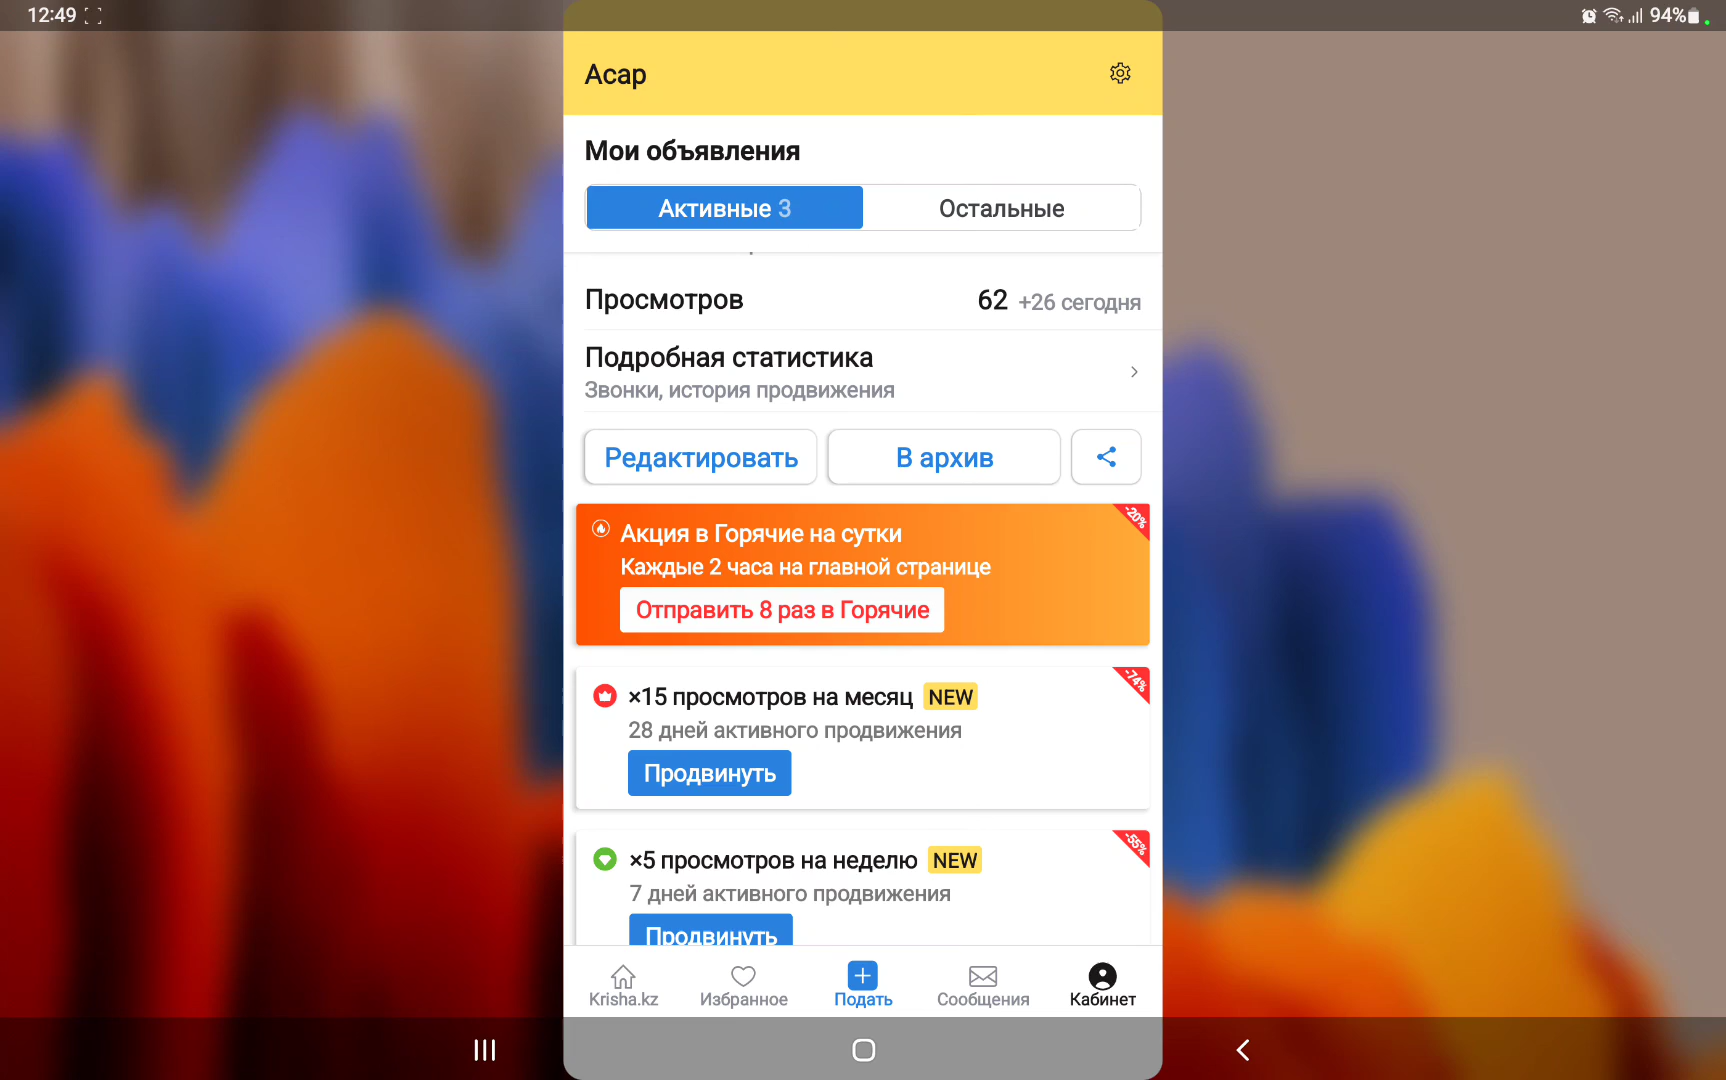 12:49
94%
Асар
Мои объявления
Активные 3
Остальные
Просмотров
62 +26 сегодня
Подробная статистика
Звонки, история продвижения
Редактировать
В архив
-20%
Акция в Горячие на сутки
Каждые 2 часа на главной странице
Отправить 8 раз в Горячие
-74%
×15 просмотров на месяц NEW
28 дней активного продвижения
Продвинуть
-55%
×5 просмотров на неделю NEW
7 дней активного продвижения
Продвинуть
Krisha.kz
Избранное
Подать
Сообщения
Кабинет